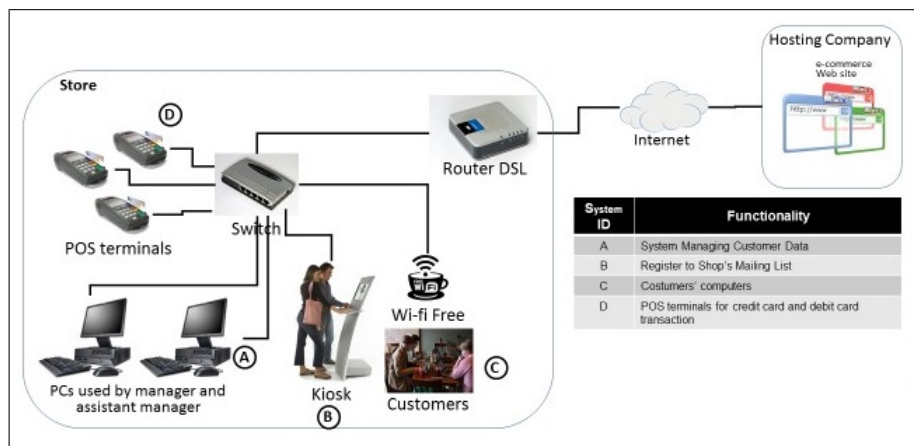 Hosting Company
e-commerce
Web site
http://www
Store
D
Router DSL
Internet
POS terminals
Switch
System
ID
Functionality
A
System Managing Customer Data
B
Register to Shop's Mailing List
C
Costumers' computers
D
POS terminals for credit card and debit card
transaction
Wi-fi Free
A
PCs used by manager and
assistant manager
Kiosk
B
C
Customers